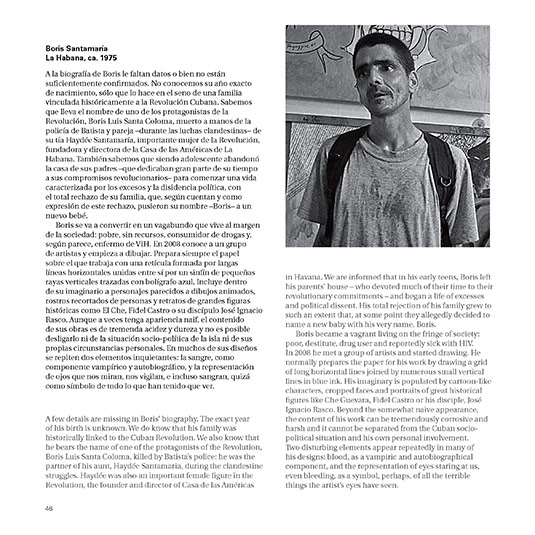 Boris Santamaría
La Habana, ca. 1975
A la biografía de Boris le faltan datos o bien no están
suficientemente confirmados. No conocemos su año exacto
de nacimiento, sólo que lo hace en el seno de una familia
vinculada históricamente a la Revolución Cubana. Sabemos
que lleva el nombre de uno de los protagonistas de la
Revolución, Boris Luis Santa Coloma, muerto a manos de la
policía de Batista y pareja –durante las luchas clandestinas– de
su tía Haydée Santamaría, importante mujer de la Revolución,
fundadora y directora de la Casa de las Américas de La
Habana. También sabemos que siendo adolescente abandonó
la casa de sus padres –que dedicaban gran parte de su tiempo
a sus compromisos revolucionarios– para comenzar una vida
caracterizada por los excesos y la disidencia política, con
el total rechazo de su familia, que, según cuentan y como
expresión de este rechazo, pusieron su nombre –Boris– a un
nuevo bebé.
Boris se va a convertir en un vagabundo que vive al margen
de la sociedad: pobre, sin recursos, consumidor de drogas y,
según parece, enfermo de VIH. En 2008 conoce a un grupo
de artistas y empieza a dibujar. Prepara siempre el papel
sobre el que trabaja con una retícula formada por largas
líneas horizontales unidas entre sí por un sinfín de pequeñas
rayas verticales trazadas con bolígrafo azul. Incluye dentro
de su imaginario a personajes parecidos a dibujos animados,
rostros recortados de personas y retratos de grandes figuras
históricas como El Che, Fidel Castro o su discípulo José Ignacio
Rasco. Aunque a veces tenga apariencia naif, el contenido
de sus obras es de tremenda acidez y dureza y no es posible
desligarlo ni de la situación socio-política de la isla ni de sus
propias circunstancias personales. En muchos de sus diseños
se repiten dos elementos inquietantes: la sangre, como
componente vampírico y autobiográfico, y la representación
de ojos que nos miran, nos vigilan, e incluso sangran, quizá
como símbolo de todo lo que han tenido que ver.
A few details are missing in Boris' biography. The exact year
of his birth is unknown. We do know that his family was
historically linked to the Cuban Revolution. We also know that
he bears the name of one of the protagonists of the Revolution,
Boris Luis Santa Coloma, killed by Batista's police: he was the
partner of his aunt, Haydée Santamaría, during the clandestine
struggles. Haydée was also an important female figure in the
Revolution, the founder and director of Casa de las Américas
in Havana. We are informed that in his early teens, Boris left
his parents' house – who devoted much of their time to their
revolutionary commitments – and began a life of excesses
and political dissent. His total rejection of his family grew to
such an extent that, at some point they allegedly decided to
name a new baby with his very name, Boris.
Boris became a vagrant living on the fringe of society:
poor, destitute, drug user and reportedly sick with HIV.
In 2008 he met a group of artists and started drawing. He
normally prepares the paper for his work by drawing a grid
of long horizontal lines joined by numerous small vertical
lines in blue ink. His imaginary is populated by cartoon-like
characters, cropped faces and portraits of great historical
figures like Che Guevara, Fidel Castro or his disciple, José
Ignacio Rasco. Beyond the somewhat naive appearance,
the content of his work can be tremendously corrosive and
harsh and it cannot be separated from the Cuban socio-
political situation and his own personal involvement.
Two disturbing elements appear repeatedly in many of
his designs: blood, as a vampiric and autobiographical
component, and the representation of eyes staring at us,
even bleeding, as a symbol, perhaps, of all the terrible
things the artist's eyes have seen.
46